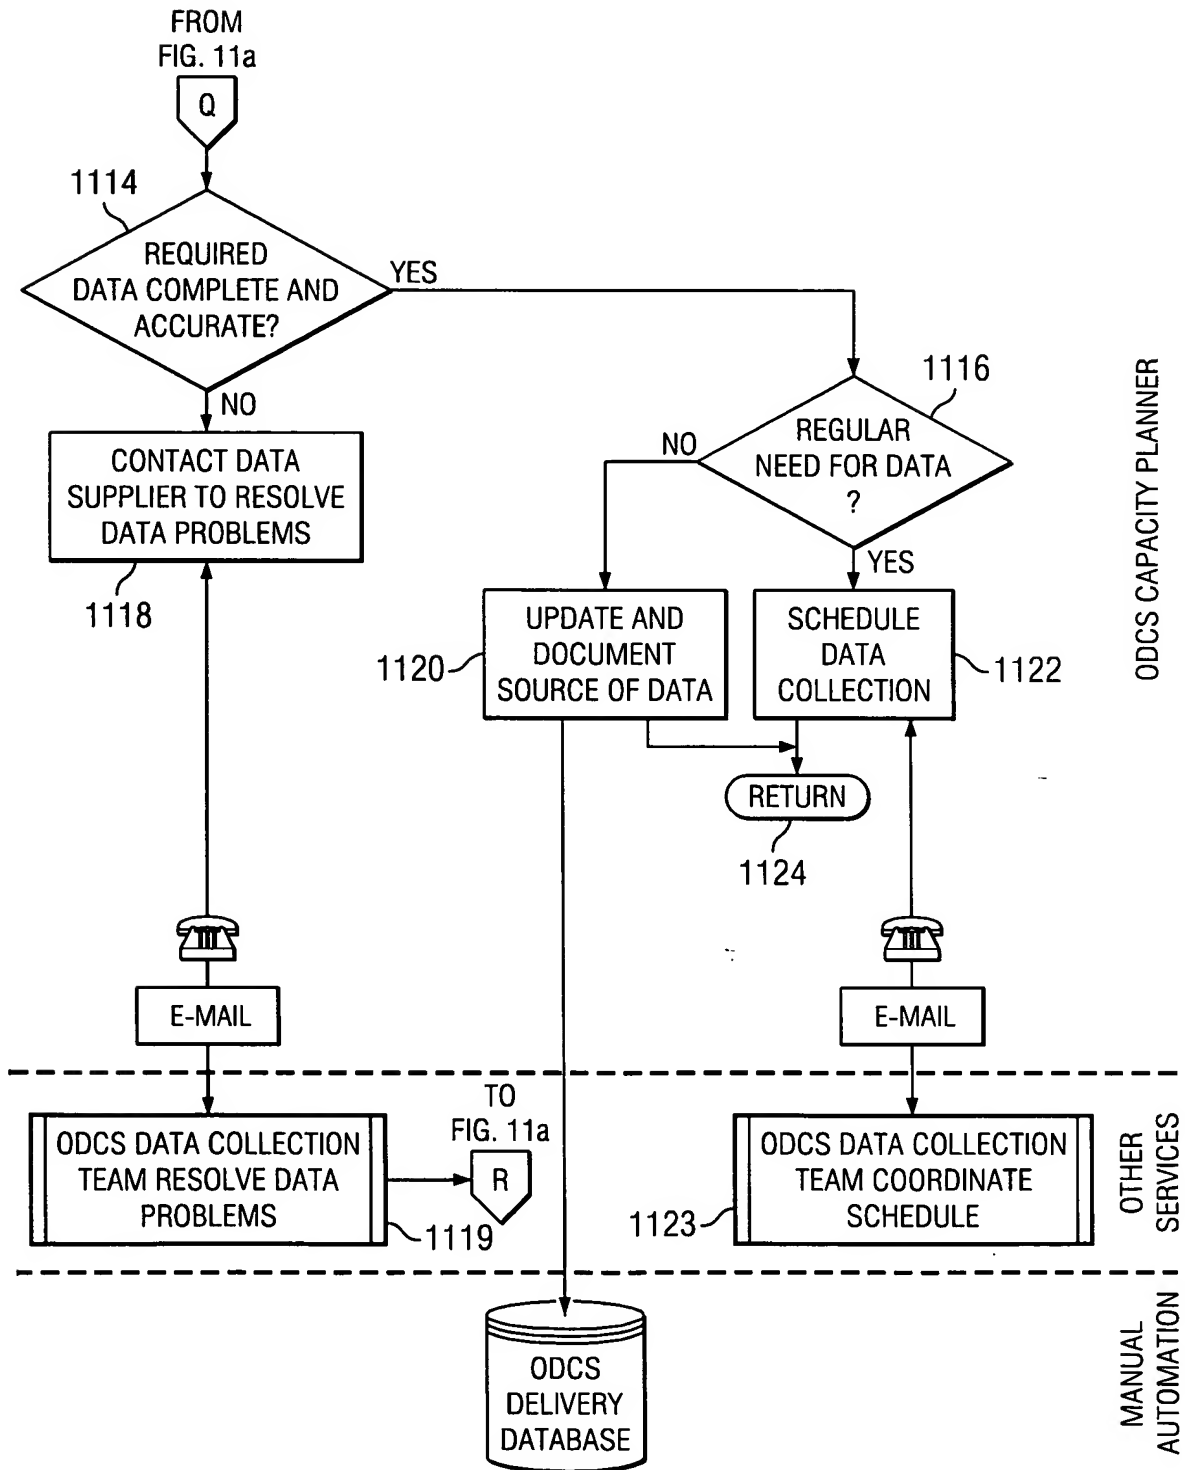 FROM
FIG. 11a
Q
1114
REQUIRED
DATA COMPLETE AND
ACCURATE?
YES
NO
1116
REGULAR
NEED FOR DATA
?
NO
YES
CONTACT DATA
SUPPLIER TO RESOLVE
DATA PROBLEMS
1118
UPDATE AND
DOCUMENT
SOURCE OF DATA
1120
SCHEDULE
DATA
COLLECTION
1122
RETURN
1124
ODCS CAPACITY PLANNER
E-MAIL
E-MAIL
ODCS DATA COLLECTION
TEAM RESOLVE DATA
PROBLEMS
1119
TO
FIG. 11a
R
ODCS DATA COLLECTION
TEAM COORDINATE
SCHEDULE
1123
OTHER
SERVICES
ODCS
DELIVERY
DATABASE
MANUAL
AUTOMATION